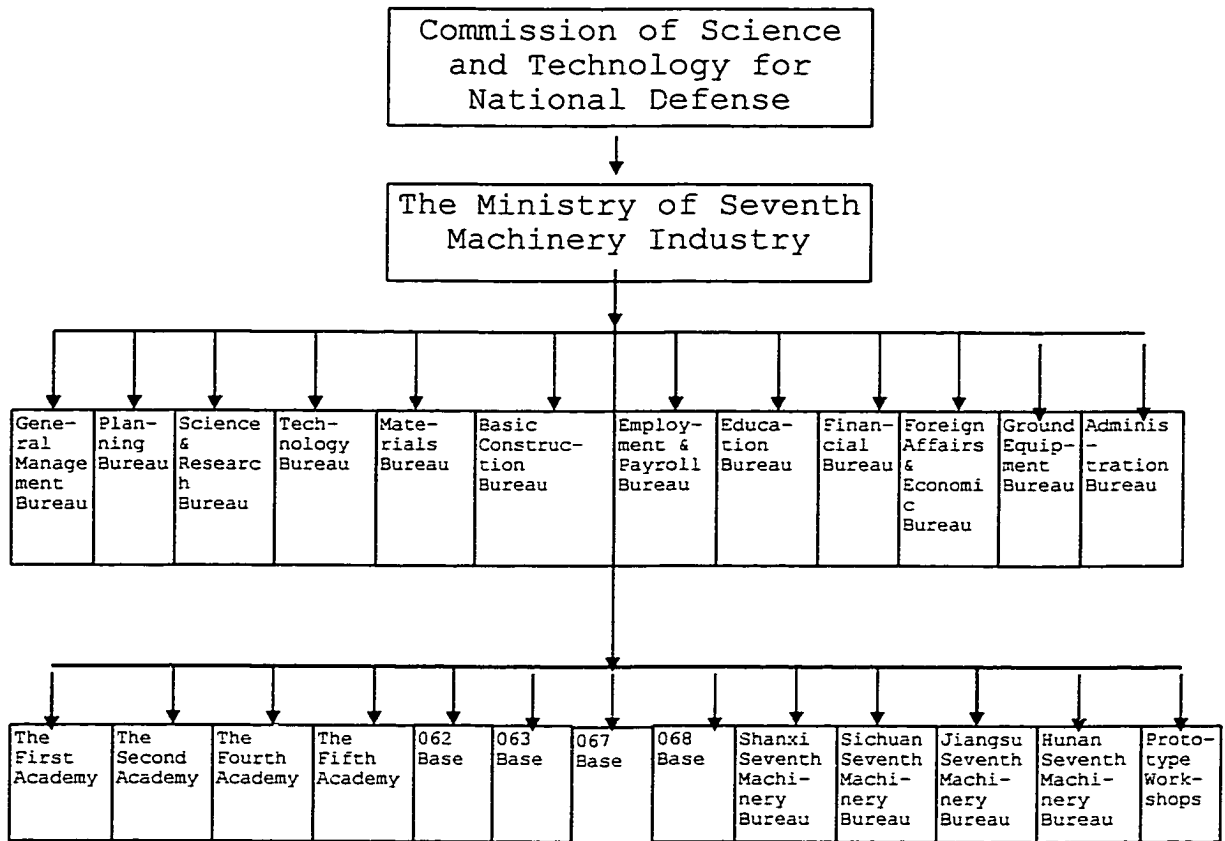 Commission of Science
and Technology for
National Defense
The Ministry of Seventh
Machinery Industry
Gene-
ral
Manage
ment
Bureau
Plan-
ning
Bureau
Science
&
Researc
h
Bureau
Tech-
nology
Bureau
Mate-
rials
Bureau
Basic
Construc-
tion
Bureau
Employ-
ment &
Payroll
Bureau
Educa-
tion
Bureau
Finan-
cial
Bureau
Foreign
Affairs
&
Economi
c
Bureau
Ground
Equip-
ment
Bureau
Adminis
-
tration
Bureau
The
First
Academy
The
Second
Academy
The
Fourth
Academy
The
Fifth
Academy
062
Base
063
Base
067
Base
068
Base
Shanxi
Seventh
Machi-
nery
Bureau
Sichuan
Seventh
Machi-
nery
Bureau
Jiangsu
Seventh
Machi-
nery
Bureau
Hunan
Seventh
Machi-
nery
Bureau
Proto-
type
Work-
shops